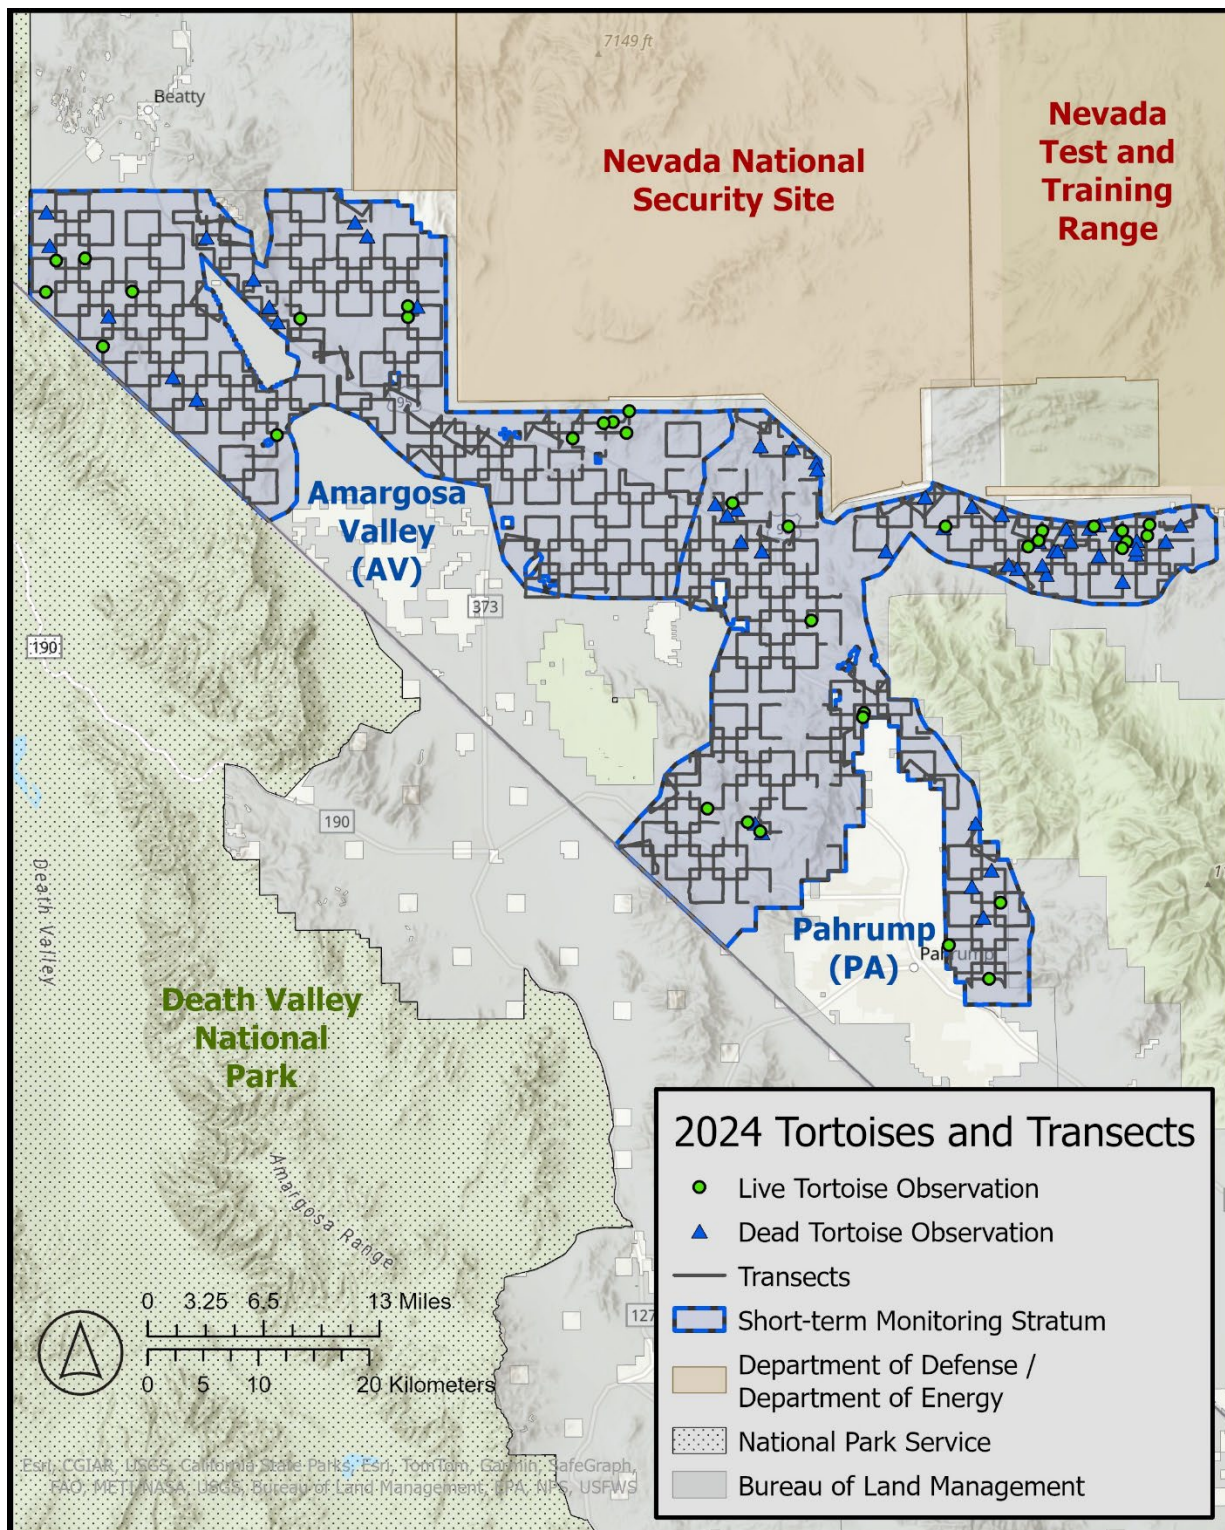 7149 ft
Beatty
Nevada National
Security Site
Nevada
Test and
Training
Range
95
Amargosa
Valley
(AV)
95
373
190
190
Death Valley
Pahrump
(PA)
Pahrump
Death Valley
National
Park
Amargosa Range
127
0 3.25 6.5 13 Miles
0 5 10 20 Kilometers
2024 Tortoises and Transects
Live Tortoise Observation
Dead Tortoise Observation
Transects
Short-term Monitoring Stratum
Department of Defense /
Department of Energy
National Park Service
Bureau of Land Management
Esri, CGIAR, USGS, California State Parks, Esri, TomTom, Garmin, SafeGraph,
FAO, METI/NASA, USGS, Bureau of Land Management, EPA, NPS, USFWS